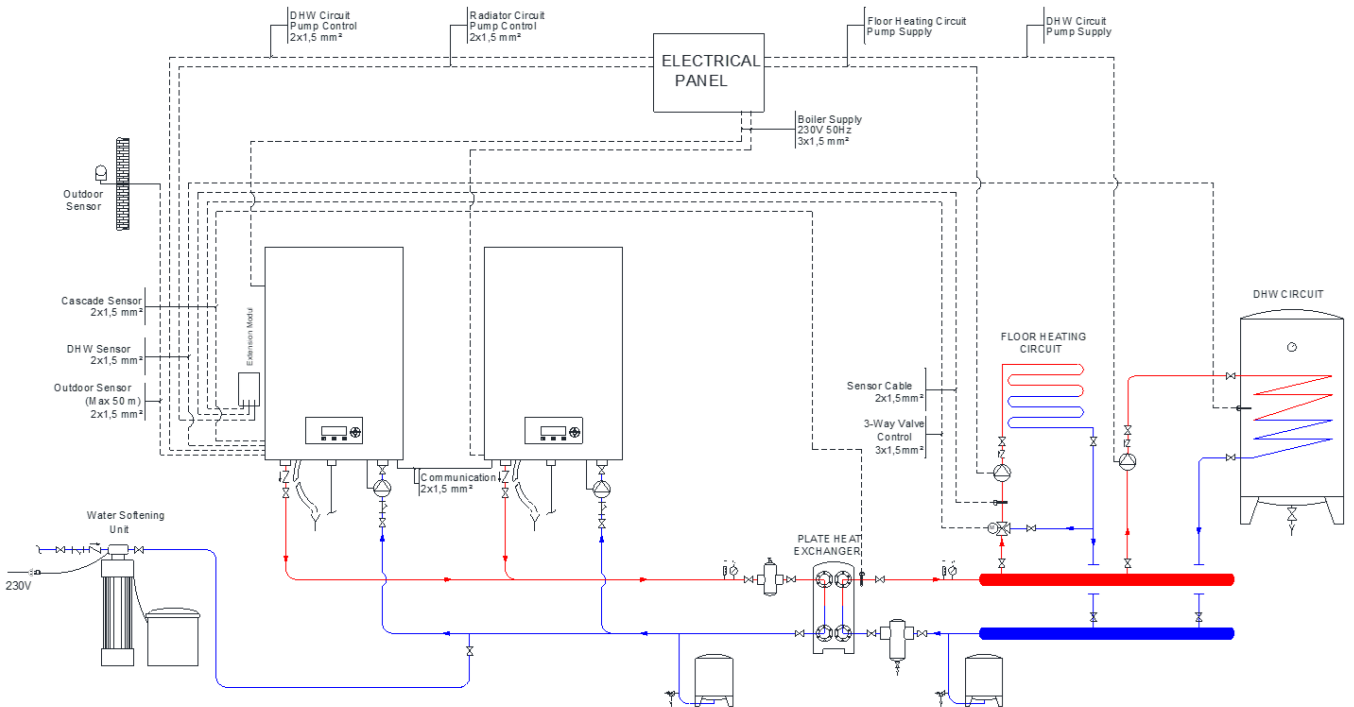 DHW Circuit
Pump Control
2x1,5 mm²
Radiator Circuit
Pump Control
2x1,5 mm²
ELECTRICAL
PANEL
Floor Heating Circuit
Pump Supply
DHW Circuit
Pump Supply
Boiler Supply
230V 50Hz
3x1,5 mm²
Outdoor
Sensor
Cascade Sensor
2x1,5 mm²
DHW Sensor
2x1,5 mm²
Outdoor Sensor
(Max 50 m)
2x1,5 mm²
Extension Modul
Communication
2x1,5 mm²
Sensor Cable
2x1,5mm²
3-Way Valve
Control
3x1,5mm²
FLOOR HEATING
CIRCUIT
DHW CIRCUIT
M
Water Softening
Unit
230V
PLATE HEAT
EXCHANGER